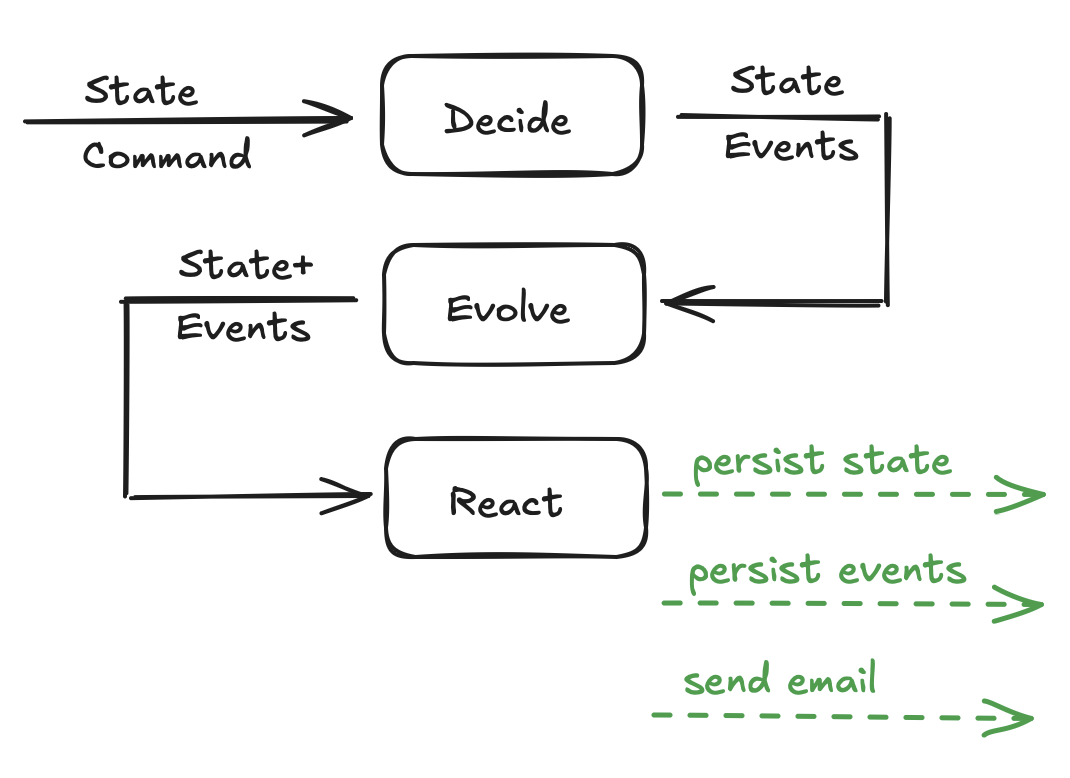 State
Command
Decide
State
Events
State+
Events
Evolve
React
persist state
persist events
send email